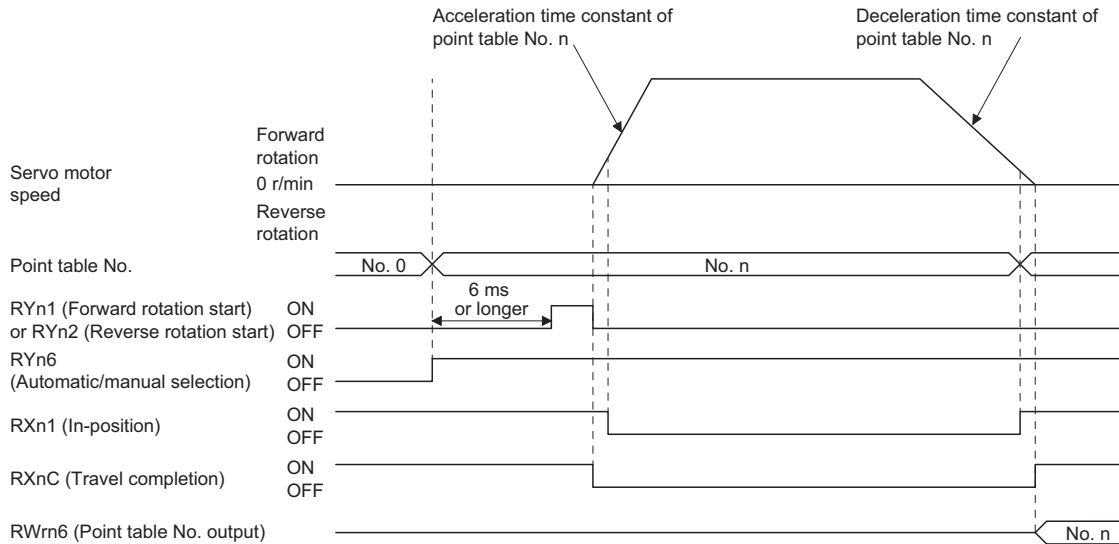 Acceleration time constant of
point table No. n
Deceleration time constant of
point table No. n
Forward
rotation
Servo motor
speed
0 r/min
Reverse
rotation
Point table No.
No. 0
No. n
RYn1 (Forward rotation start)
or RYn2 (Reverse rotation start)
ON
OFF
6 ms
or longer
RYn6
(Automatic/manual selection)
ON
OFF
RXn1 (In-position)
ON
OFF
RXnC (Travel completion)
ON
OFF
RWrn6 (Point table No. output)
No. n